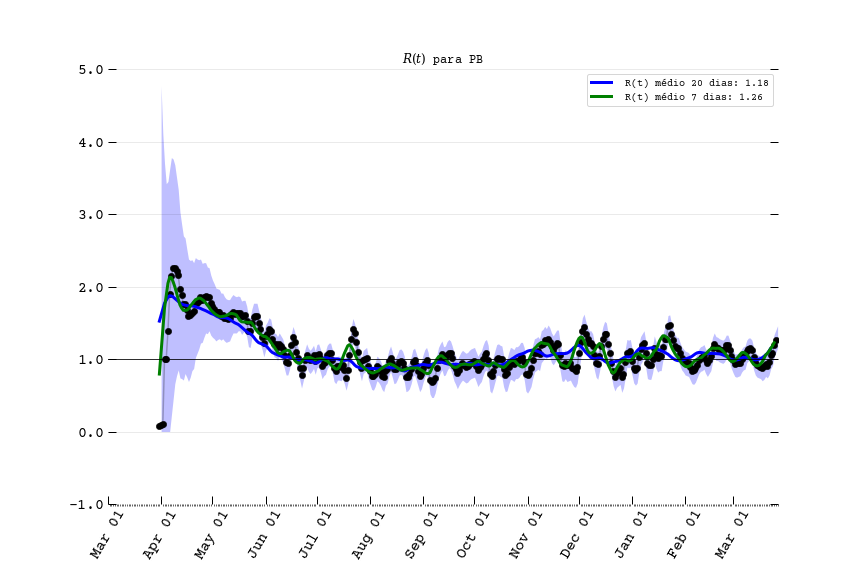 R(t) para PB
5.0
R(t) médio 20 dias: 1.18
R(t) médio 7 dias: 1.26
4.0
3.0
2.0
1.0
0.0
-1.0
Mar 01
Apr 01
May 01
Jun 01
Jul 01
Aug 01
Sep 01
Oct 01
Nov 01
Dec 01
Jan 01
Feb 01
Mar 01